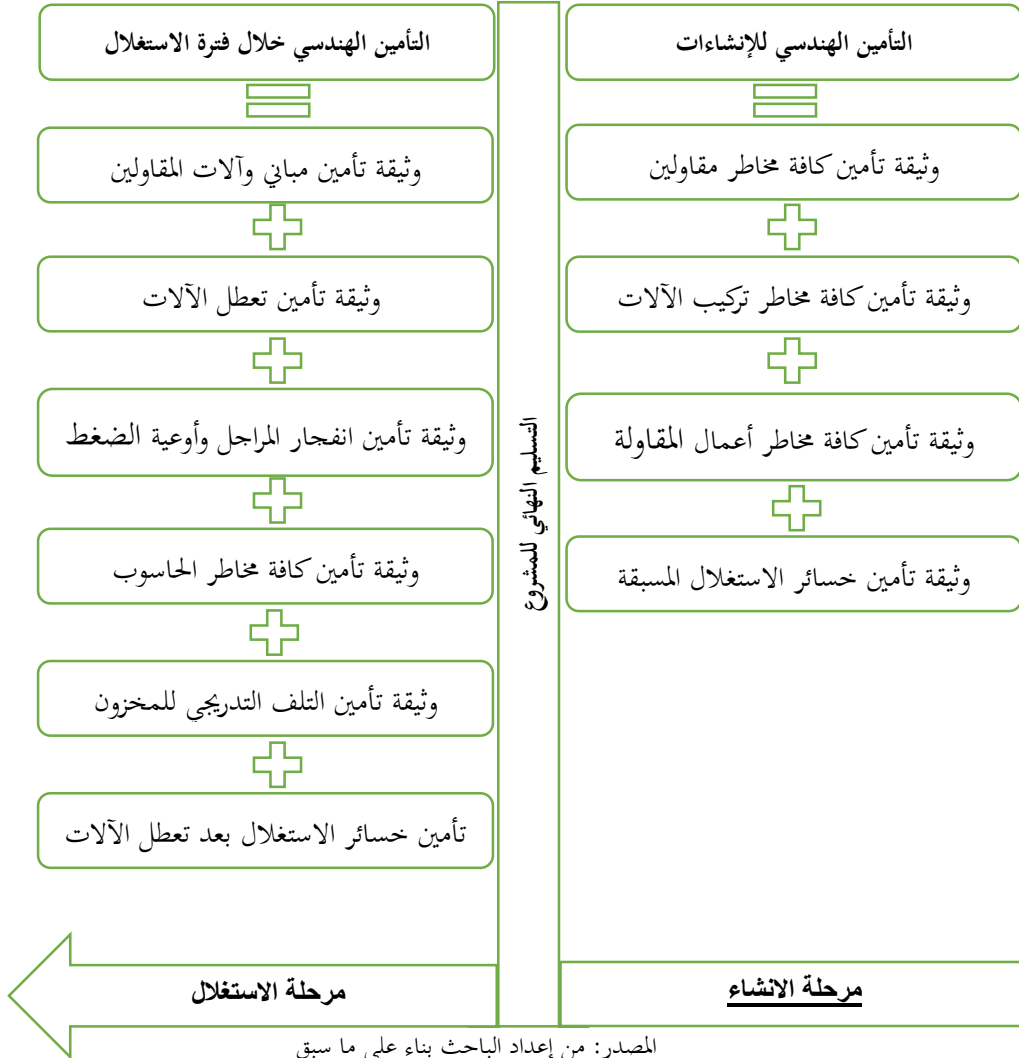 التأمين الهندسي للإنشاءات
وثيقة تأمين كافة مخاطر مقاولين
وثيقة تأمين كافة مخاطر تركيب الآلات
وثيقة تأمين كافة مخاطر أعمال المقاولة
وثيقة تأمين خسائر الاستغلال المسبقة
مرحلة الانشاء
التسليم النهائي للمشروع
التأمين الهندسي خلال فترة الاستغلال
وثيقة تأمين مباني وآلات المقاولين
وثيقة تأمين تعطل الآلات
وثيقة تأمين انفجار المراجل وأوعية الضغط
وثيقة تأمين كافة مخاطر الحاسوب
وثيقة تأمين التلف التدريجي للمخزون
تأمين خسائر الاستغلال بعد تعطل الآلات
مرحلة الاستغلال
المصدر: من إعداد الباحث بناء على ما سبق